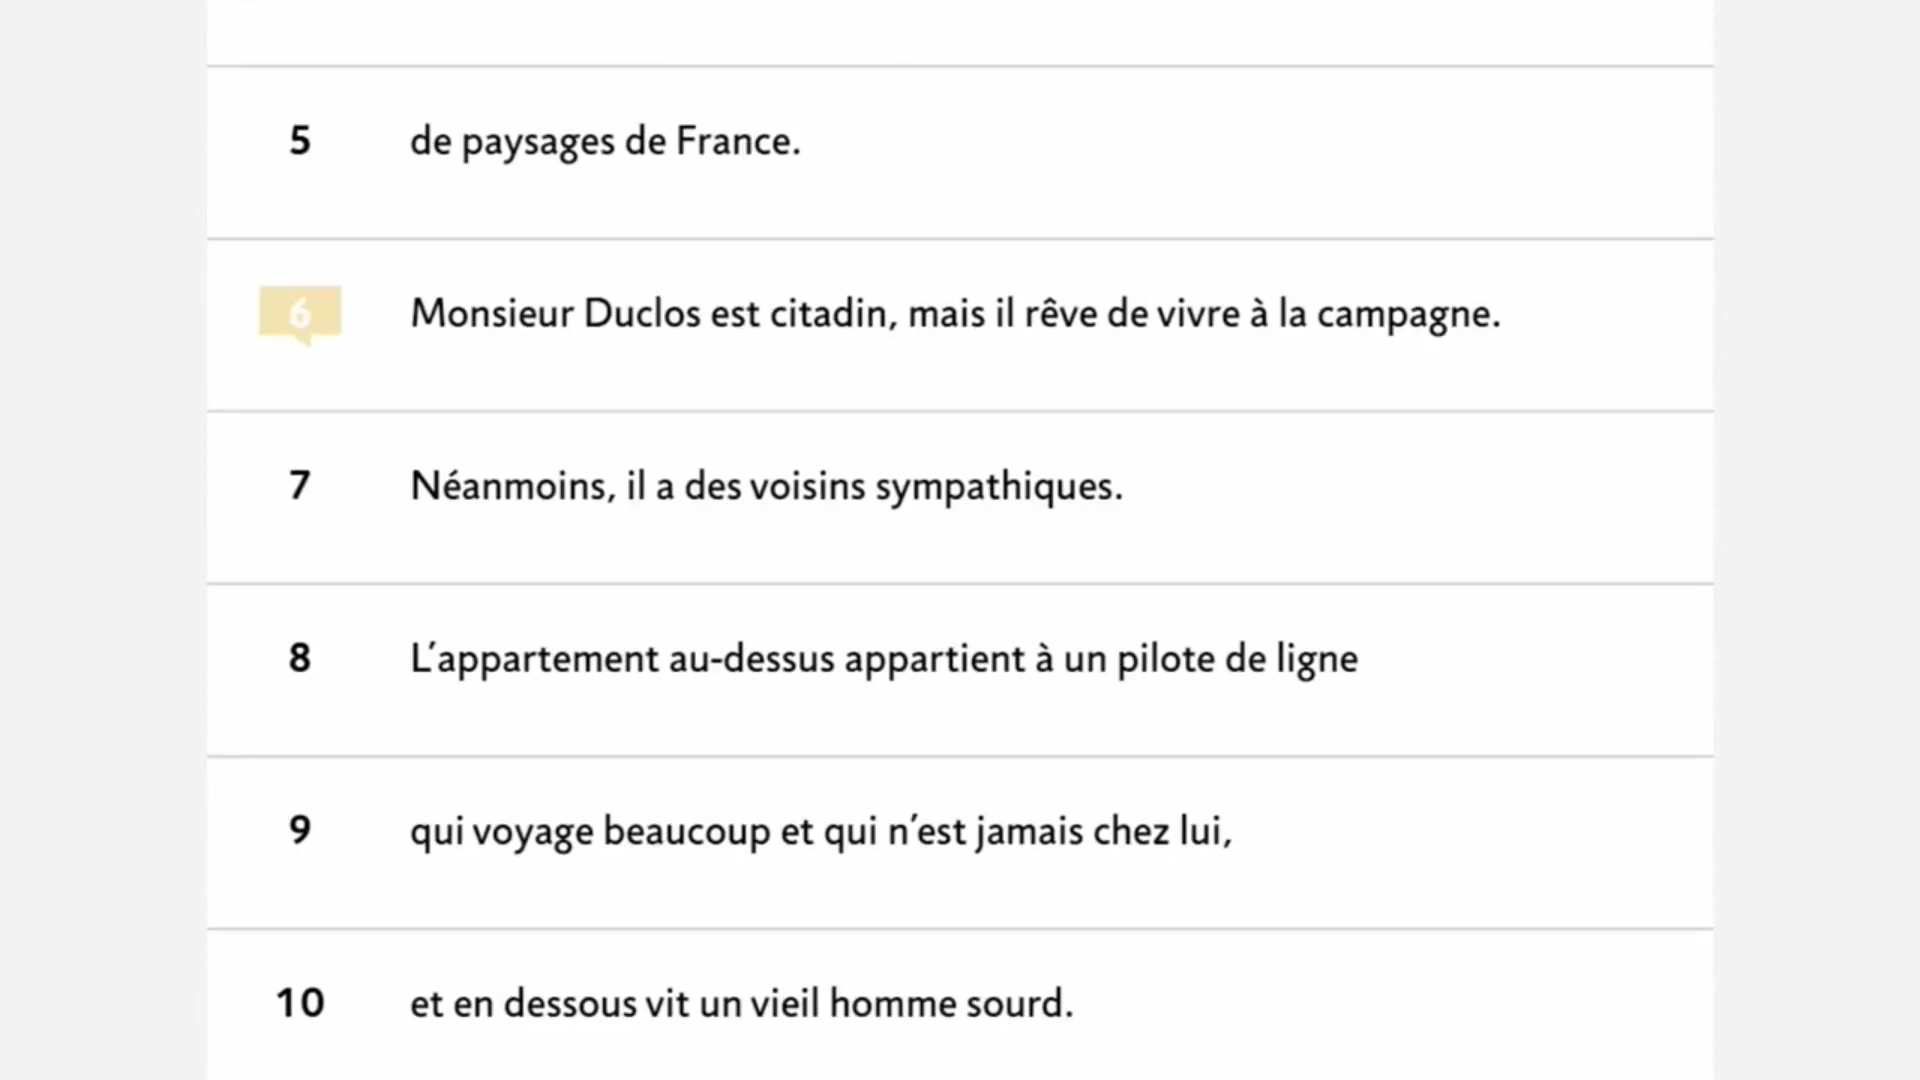 5 de paysages de France.
6 Monsieur Duclos est citadin, mais il rêve de vivre à la campagne.
7 Néanmoins, il a des voisins sympathiques.
8 L′appartement au-dessus appartient à un pilote de ligne
9 qui voyage beaucoup et qui n′est jamais chez lui,
10 et en dessous vit un vieil homme sourd.